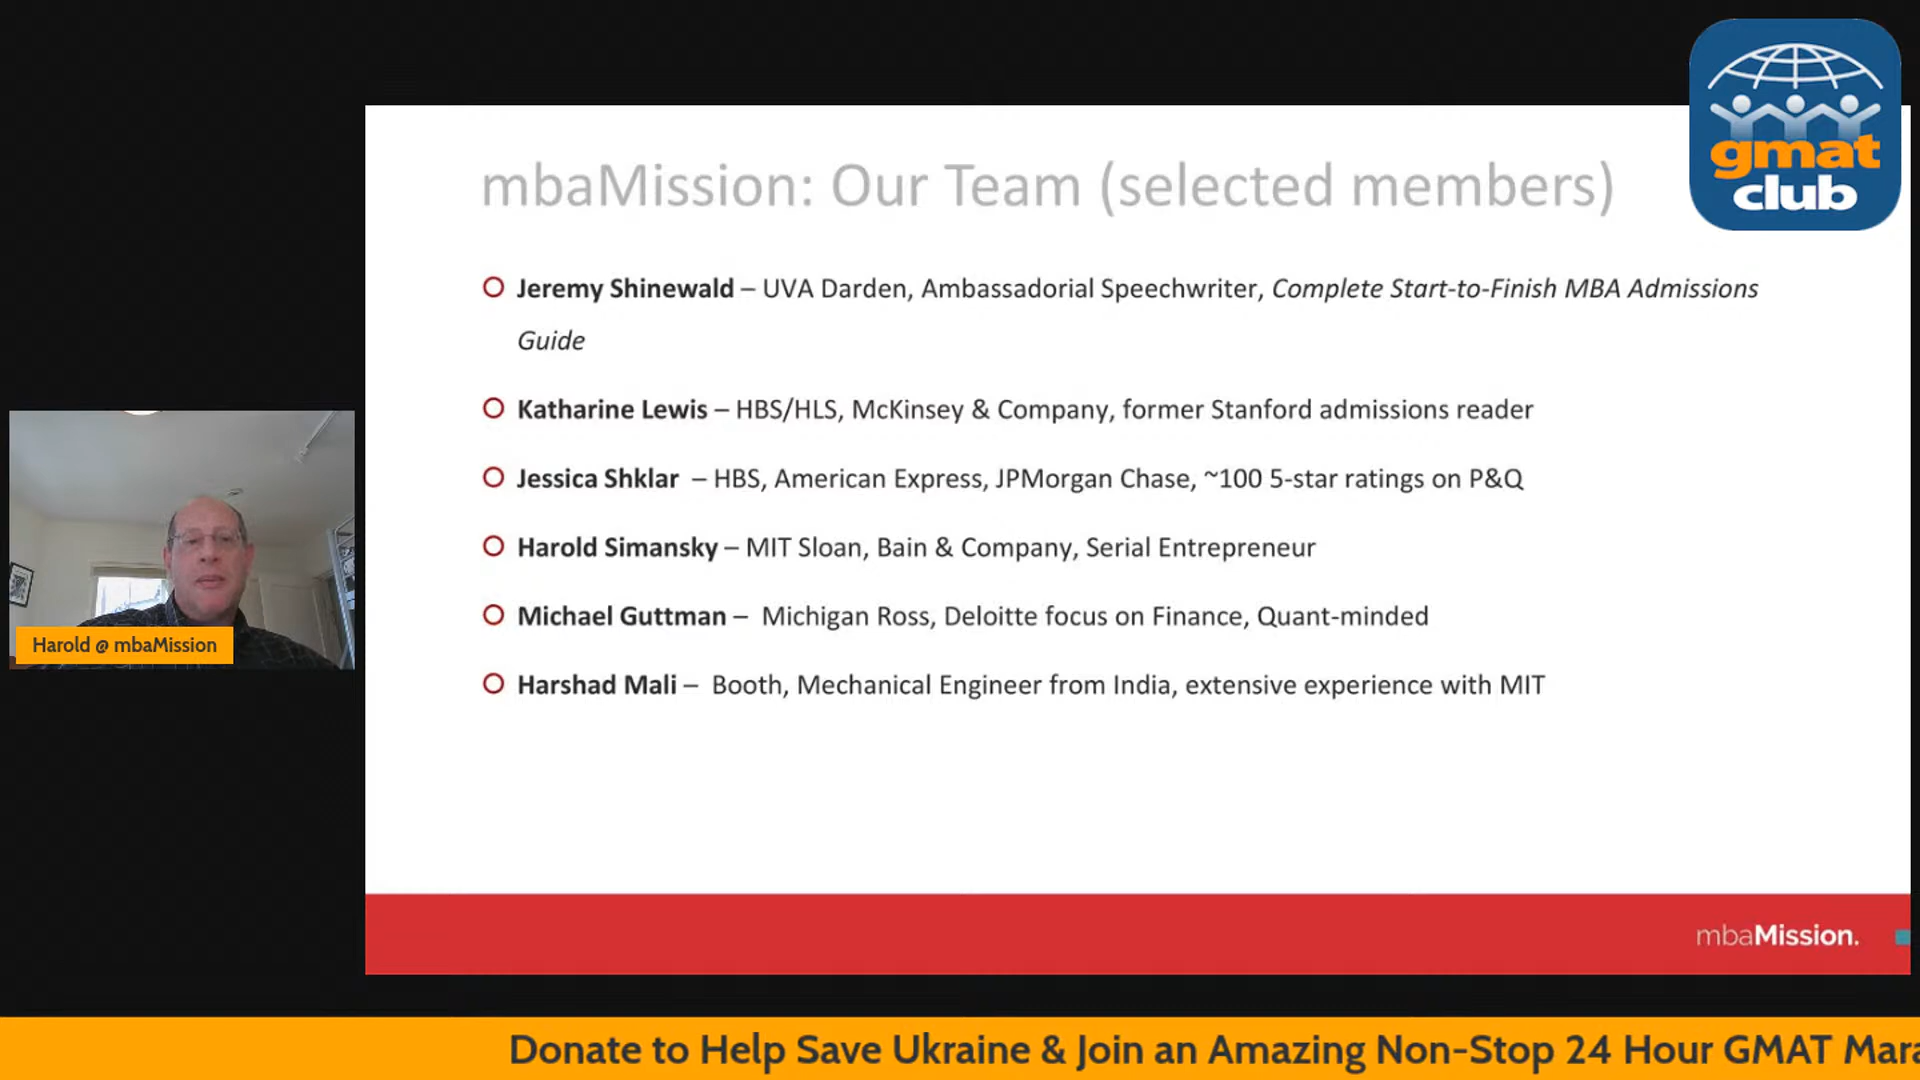 gmat
club
mbaMission: Our Team (selected members)
Jeremy Shinewald – UVA Darden, Ambassadorial Speechwriter, Complete Start-to-Finish MBA Admissions
Guide
Katharine Lewis – HBS/HLS, McKinsey & Company, former Stanford admissions reader
Jessica Shklar – HBS, American Express, JPMorgan Chase, ~100 5-star ratings on P&Q
Harold Simansky – MIT Sloan, Bain & Company, Serial Entrepreneur
Michael Guttman – Michigan Ross, Deloitte focus on Finance, Quant-minded
Harshad Mali – Booth, Mechanical Engineer from India, extensive experience with MIT
Harold @ mbaMission
mbaMission.
Donate to Help Save Ukraine & Join an Amazing Non-Stop 24 Hour GMAT Mara